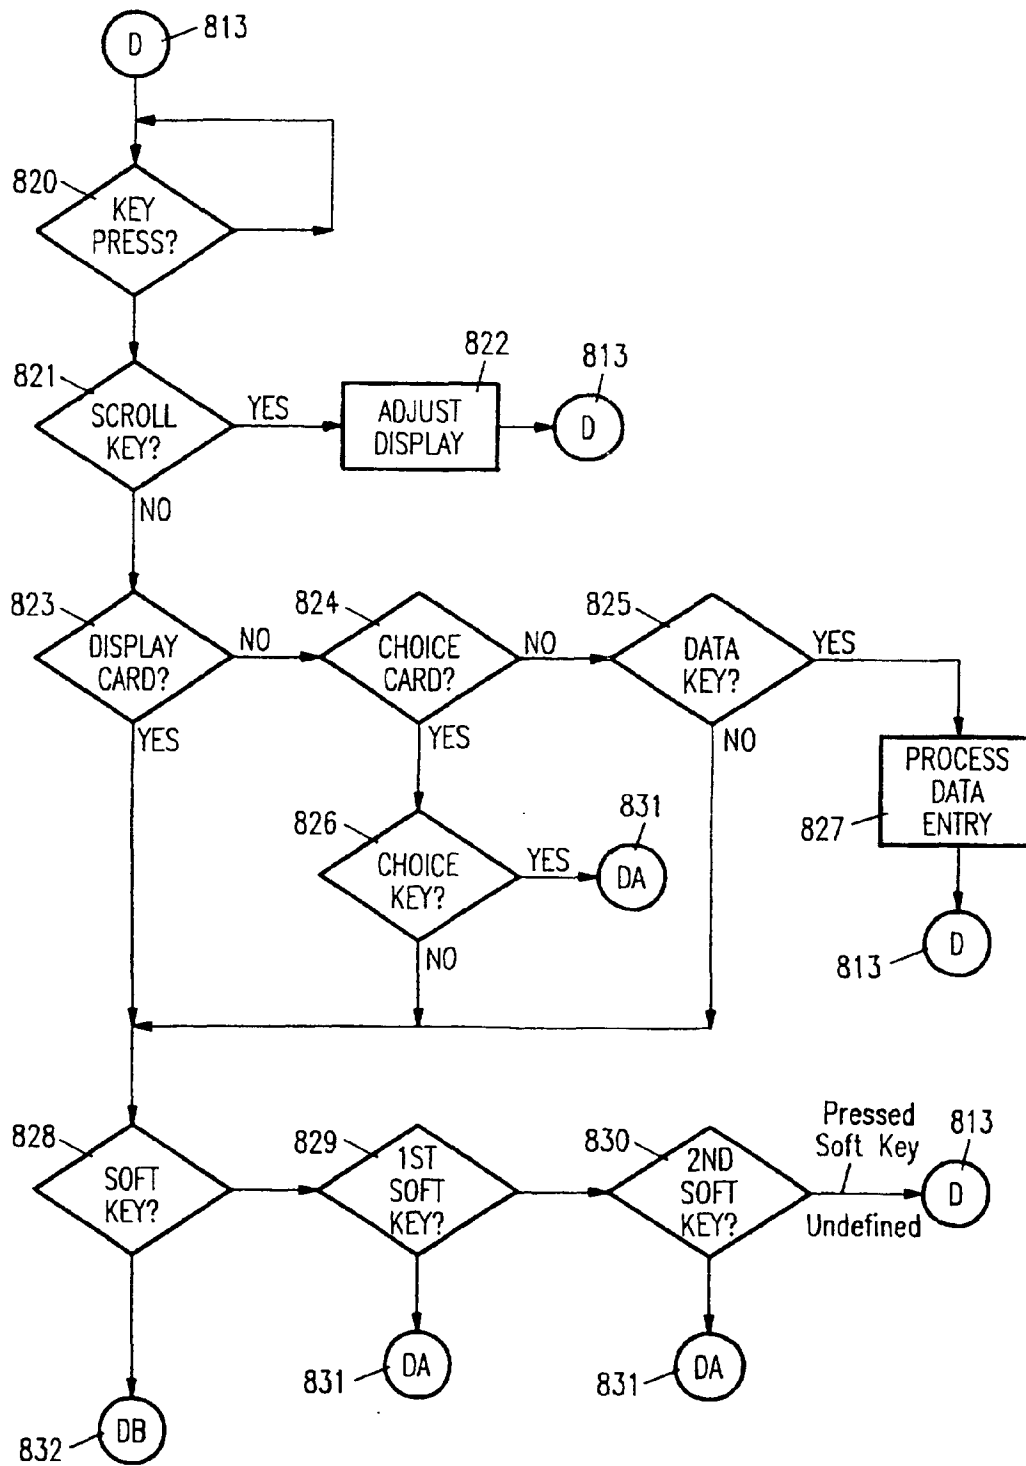 D
813
820
KEY
PRESS?
821
SCROLL
KEY?
YES
NO
822
ADJUST
DISPLAY
813
D
823
DISPLAY
CARD?
NO
YES
824
CHOICE
CARD?
NO
YES
825
DATA
KEY?
YES
NO
826
CHOICE
KEY?
YES
NO
831
DA
PROCESS
DATA
ENTRY
827
813
D
828
SOFT
KEY?
829
1ST
SOFT
KEY?
830
2ND
SOFT
KEY?
Pressed
Soft Key
Undefined
813
D
831
DA
831
DA
832
DB